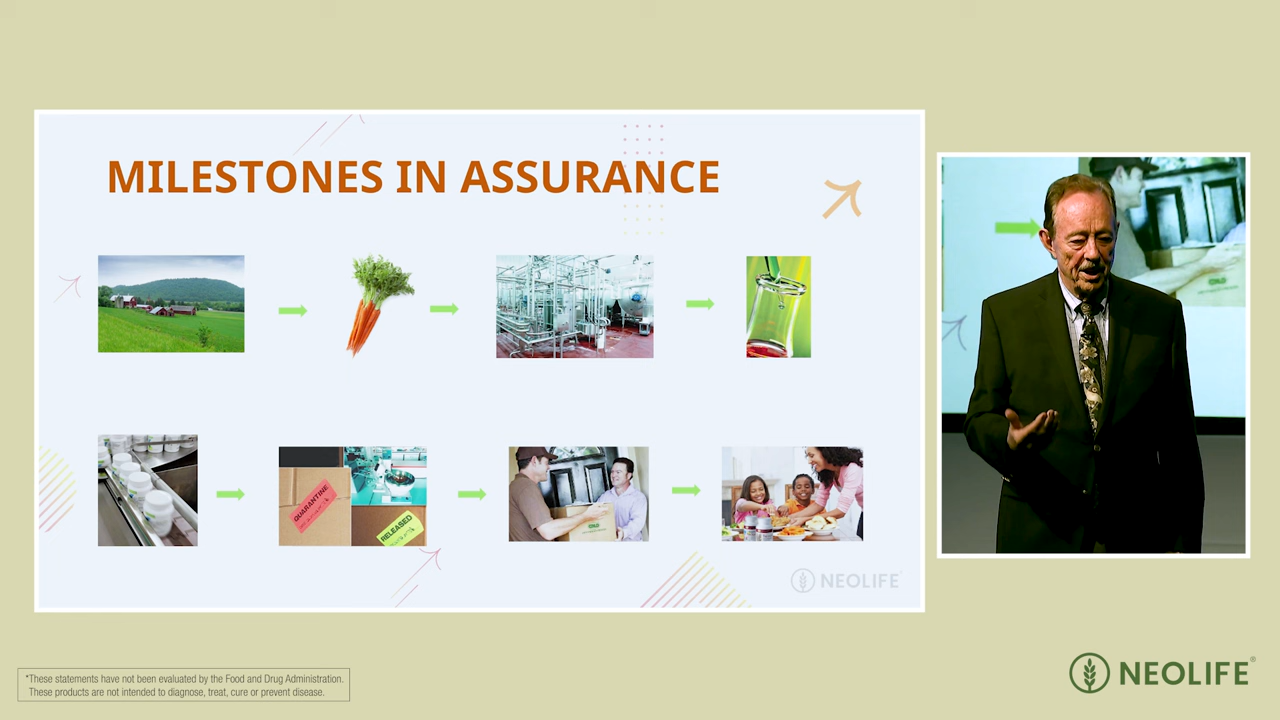 MILESTONES IN ASSURANCE
QUARANTINE
RELEASED
NEOLIFE
*These statements have not been evaluated by the Food and Drug Administration.
These products are not intended to diagnose, treat, cure or prevent disease.
NEOLIFE®